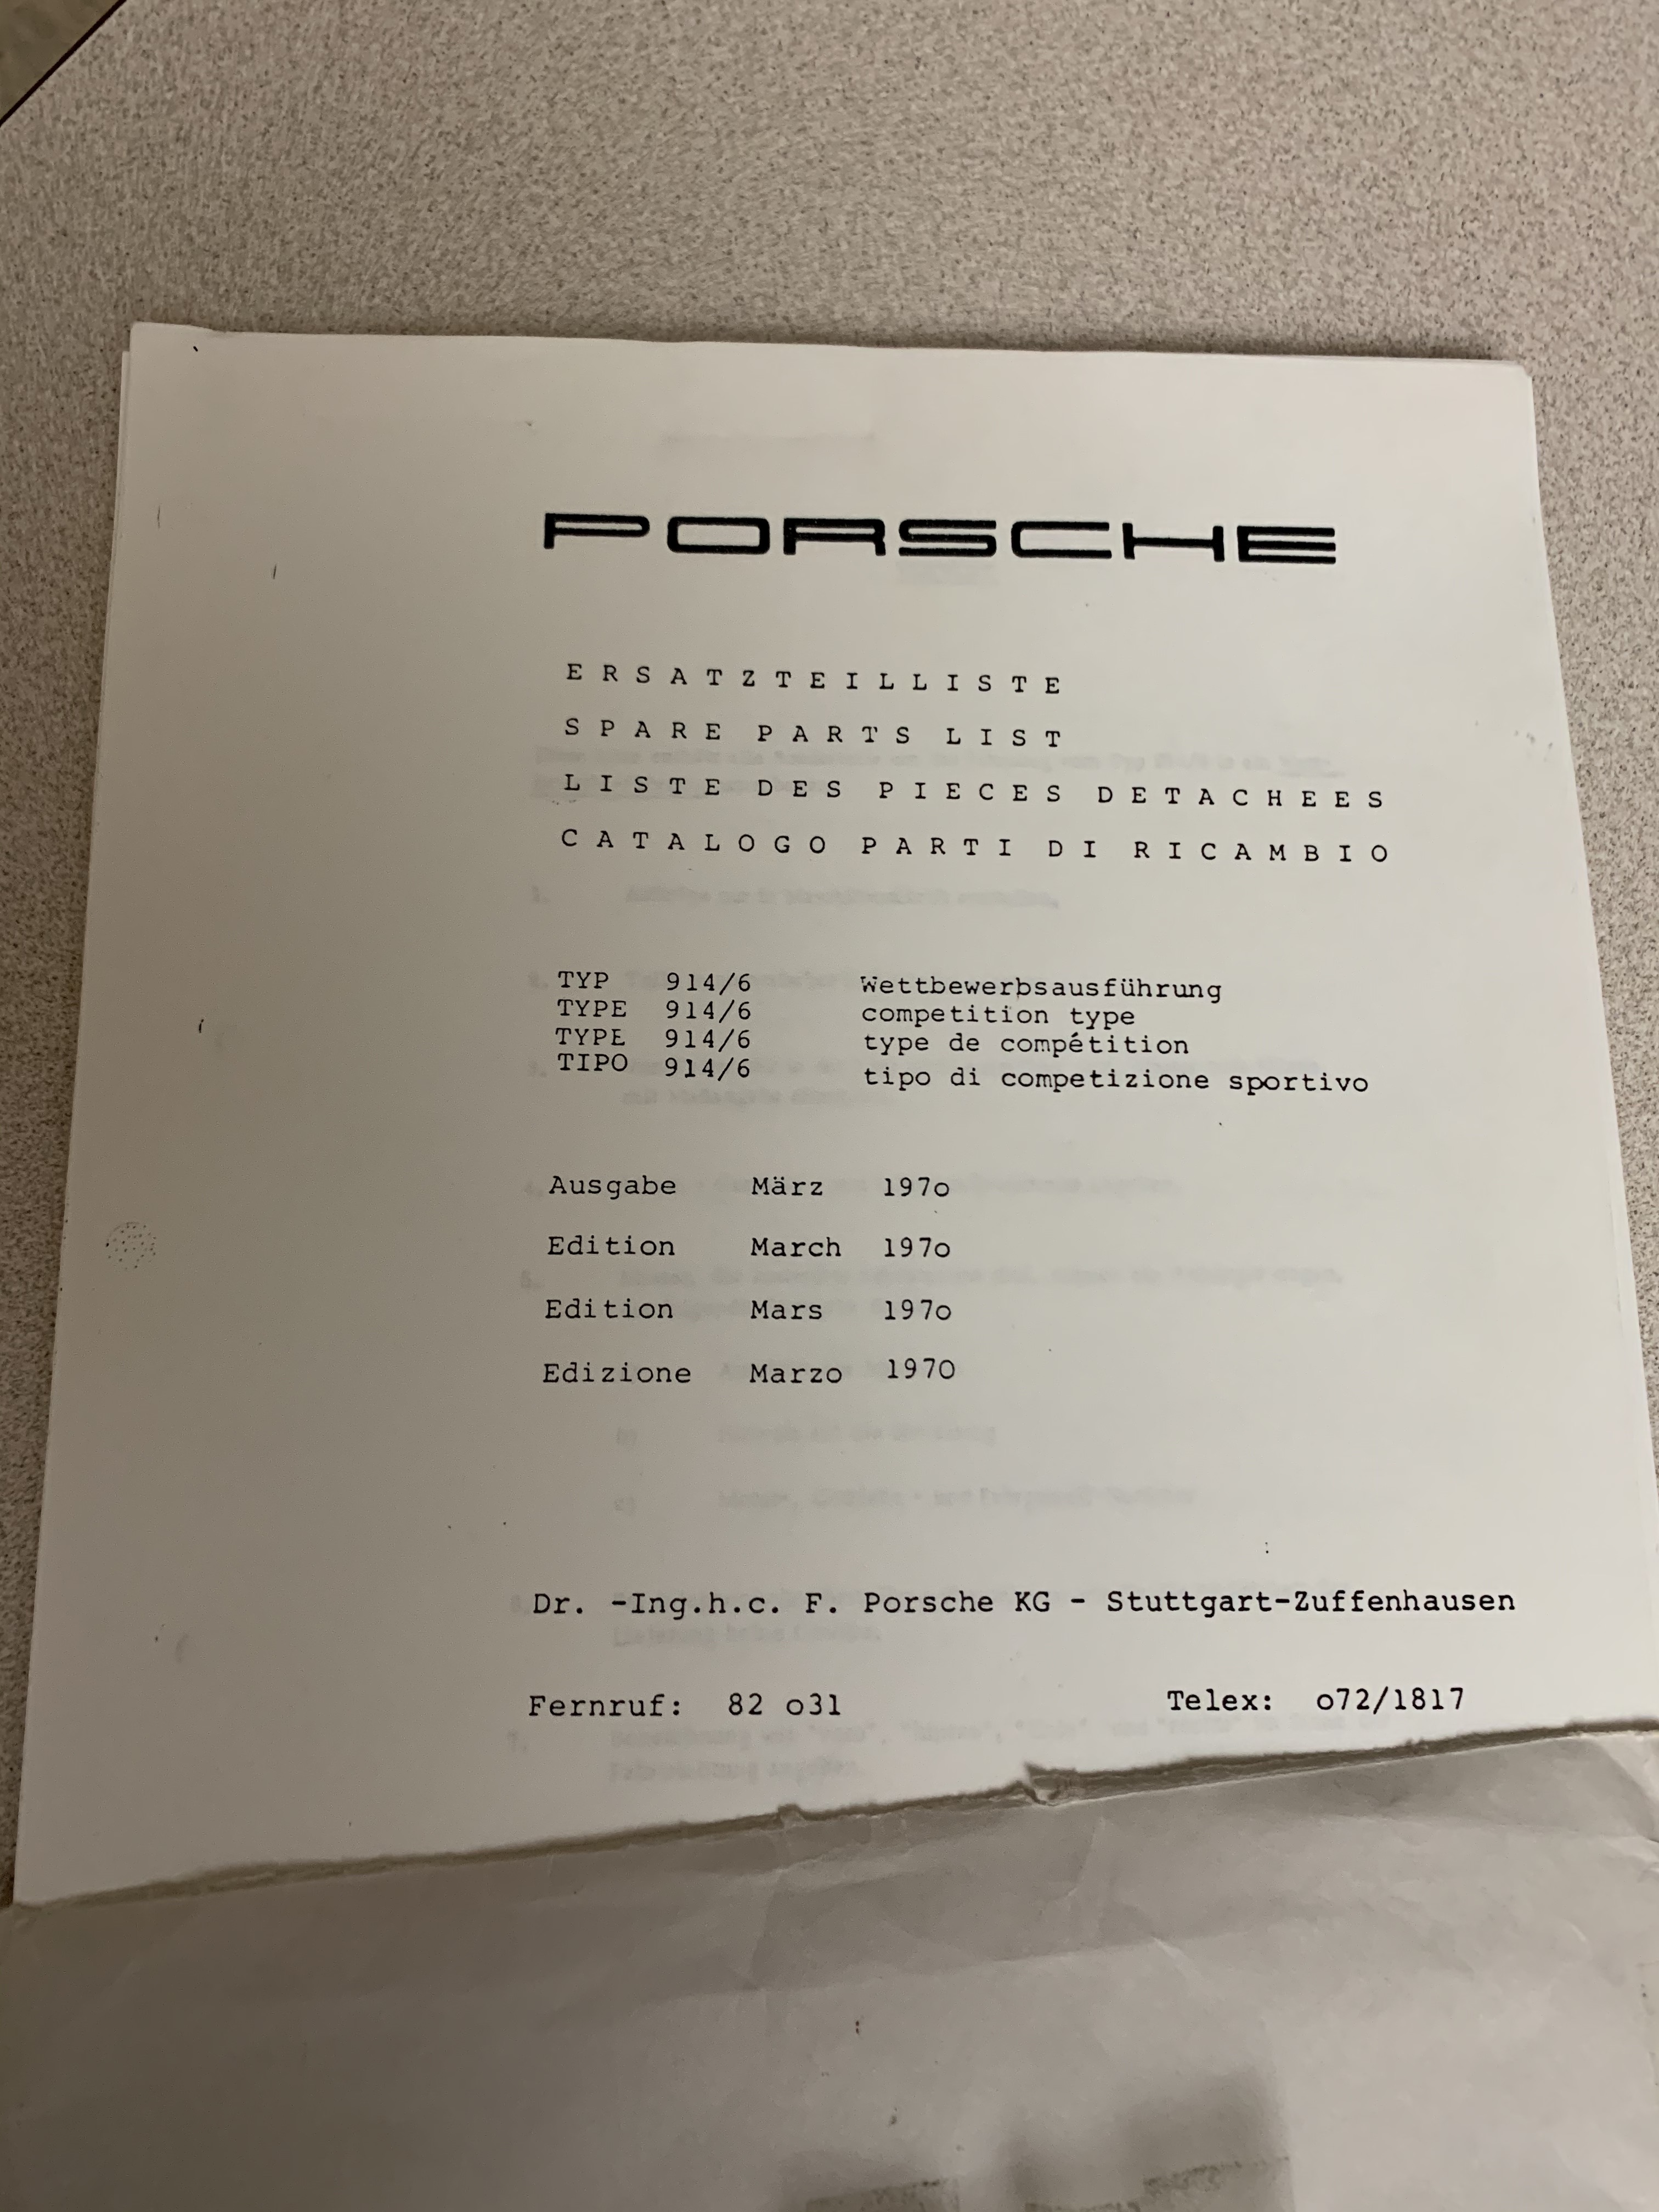 PORSCHE
ERSATZTEILLISTE
SPARE PARTS LIST
LISTE DES PIECES DETACHEES
CATALOGO PARTI DI RICAMBIO
TYP 914/6 Wettbewerbsausführung
TYPE 914/6 competition type
TYPE 914/6 type de compétition
TIPO 914/6 tipo di competizione sportivo
Ausgabe März 197o
Edition March 197o
Edition Mars 197o
Edizione Marzo 1970
Dr. -Ing.h.c. F. Porsche KG - Stuttgart-Zuffenhausen
Fernruf: 82 o31 Telex: o72/1817